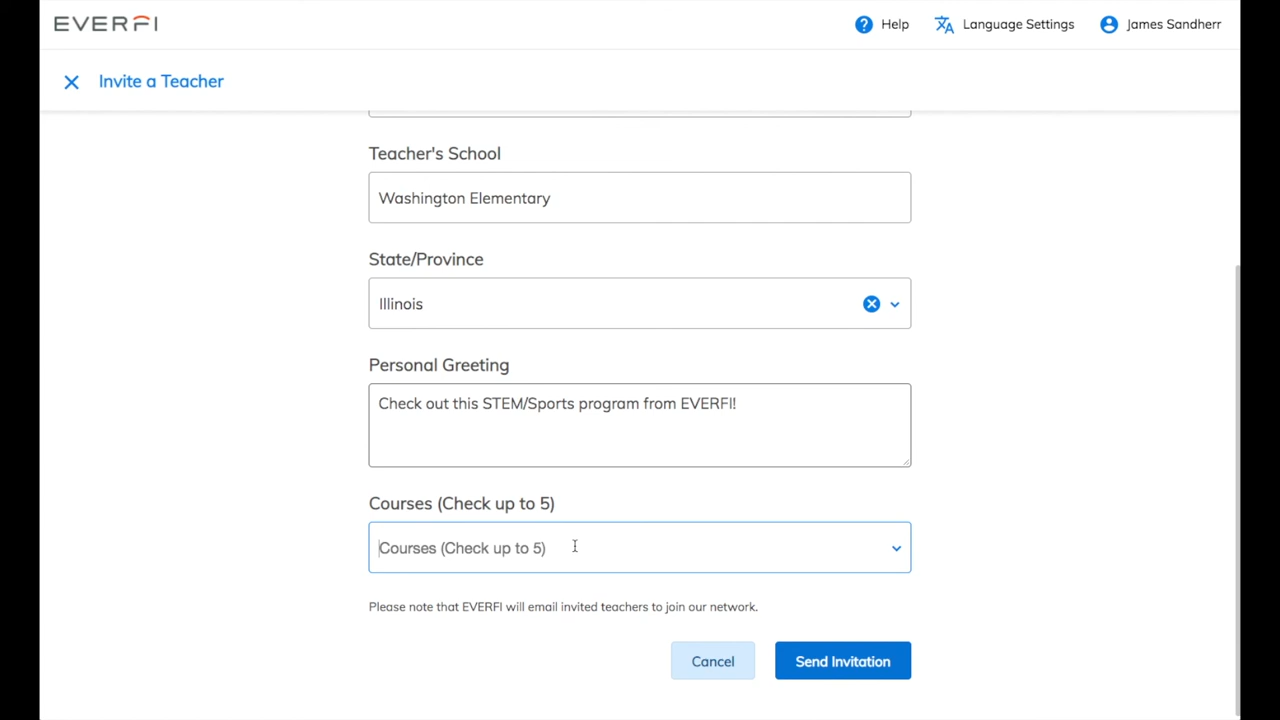 EVERFI
Help
Language Settings
James Sandherr
Invite a Teacher
Teacher's School
Washington Elementary
State/Province
Illinois
Personal Greeting
Check out this STEM/Sports program from EVERFI!
Courses (Check up to 5)
Courses (Check up to 5)
Please note that EVERFI will email invited teachers to join our network.
Cancel
Send Invitation